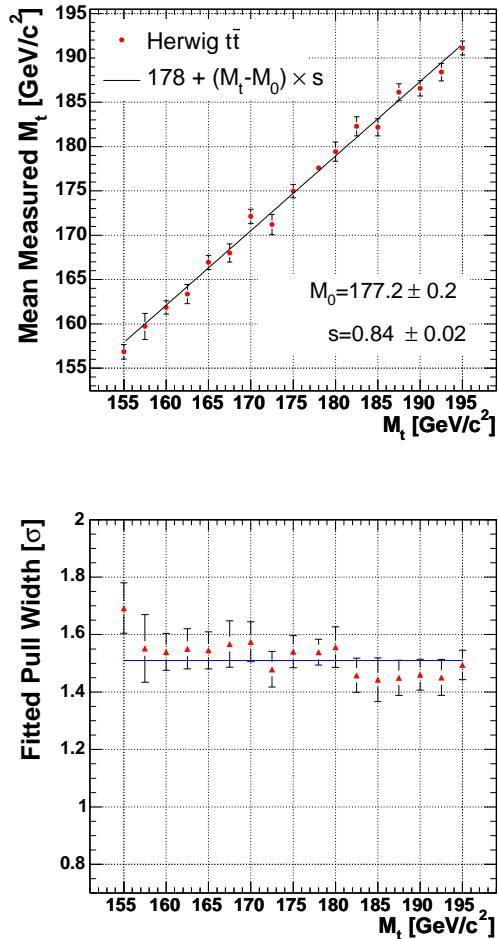 Mean Measured Mₜ [GeV/c²]
195
190
185
180
175
170
165
160
155
Herwig tt̄
178 + (Mₜ-M₀) × s
M₀=177.2 ± 0.2
s=0.84 ± 0.02
155 160 165 170 175 180 185 190 195
Mₜ [GeV/c²]
Fitted Pull Width [σ]
2
1.8
1.6
1.4
1.2
1
0.8
155 160 165 170 175 180 185 190 195
Mₜ [GeV/c²]